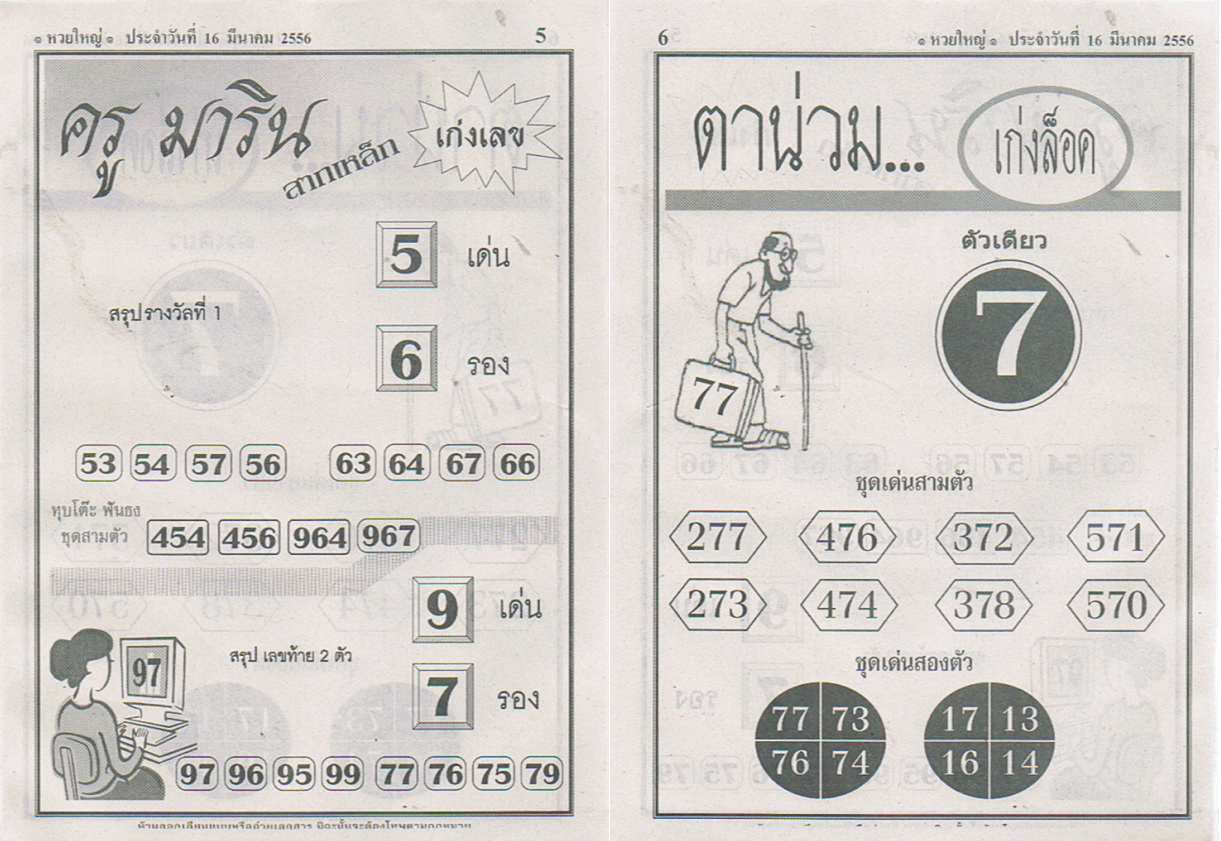 ๑ หวยใหญ่ ๑ ประจำวันที่ 16 มีนาคม 2556 5
ครู มาริน
สากเหล็ก
เก่งเลข
5 เด่น
สรุปรางวัลที่ 1
6 รอง
53 54 57 56 63 64 67 66
ทุบโต๊ะ ฟันธง
ชุดสามตัว 454 456 964 967
9 เด่น
สรุป เลขท้าย 2 ตัว
97
7 รอง
97 96 95 99 77 76 75 79
6 ๑ หวยใหญ่ ๑ ประจำวันที่ 16 มีนาคม 2556
ตาน่วม... เก่งล็อค
ตัวเดียว
7
77
ชุดเด่นสามตัว
277 476 372 571
273 474 378 570
ชุดเด่นสองตัว
77 73 17 13
76 74 16 14